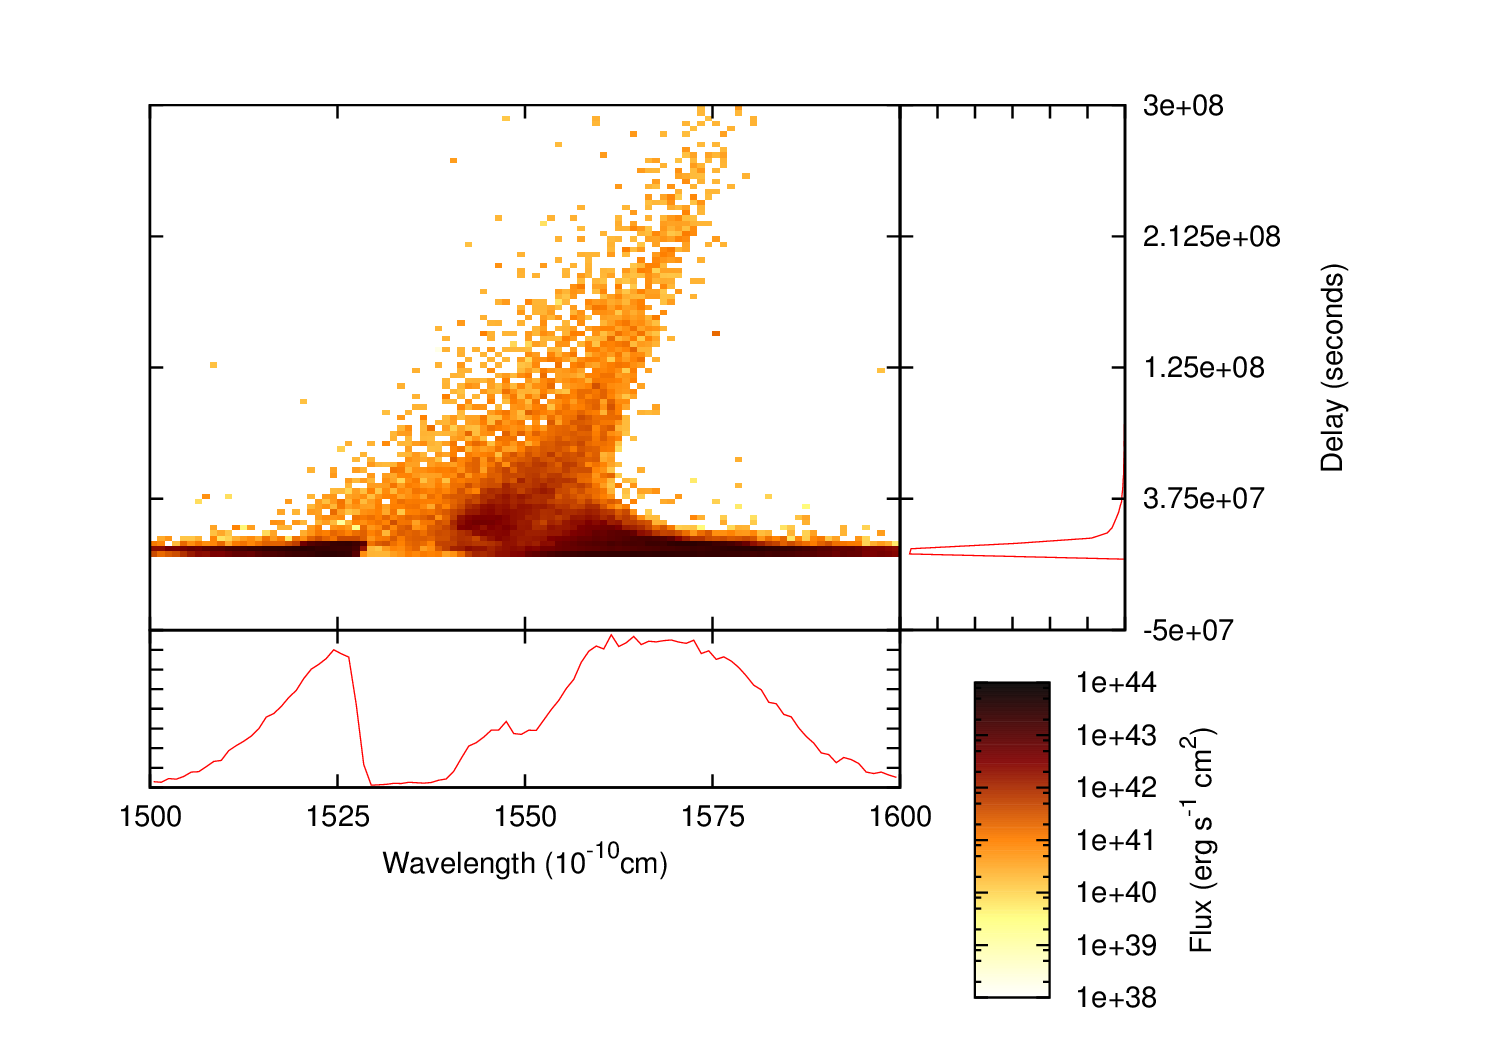 3e+08
2.125e+08
1.25e+08
3.75e+07
-5e+07
Delay (seconds)
1500 1525 1550 1575 1600
Wavelength (10-10cm)
1e+44
1e+43
1e+42
1e+41
1e+40
1e+39
1e+38
Flux (erg s-1 cm2)